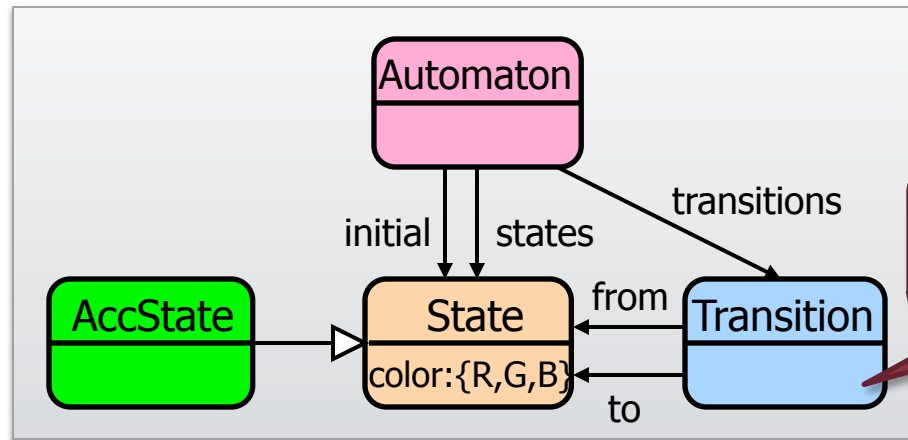 Automaton
transitions
initial
states
AccState
State
from
Transition
color:{R,G,B}
to